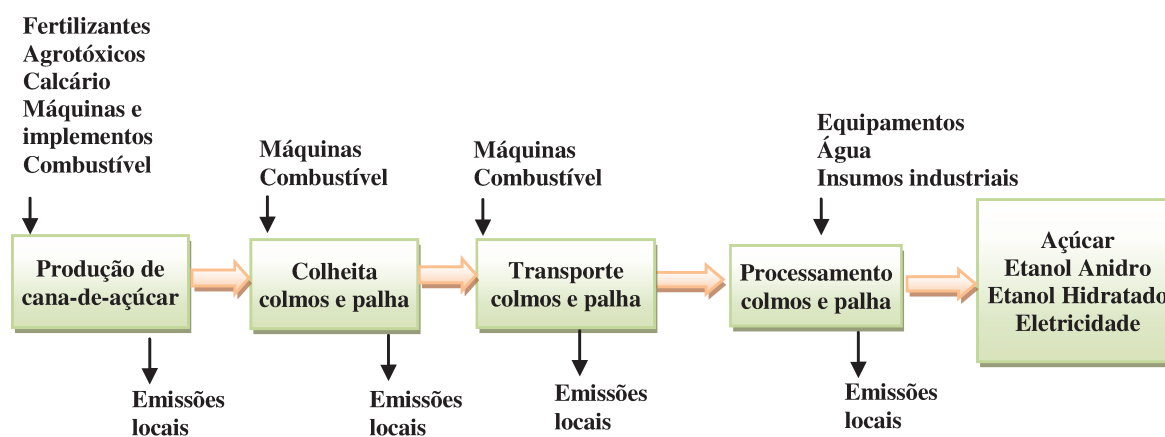 Fertilizantes
Agrotóxicos
Calcário
Máquinas e
implementos
Combustível
Máquinas
Combustível
Máquinas
Combustível
Equipamentos
Água
Insumos industriais
Produção de
cana-de-açúcar
Colheita
colmos e palha
Transporte
colmos e palha
Processamento
colmos e palha
Açúcar
Etanol Anidro
Etanol Hidratado
Eletricidade
Emissões
locais
Emissões
locais
Emissões
locais
Emissões
locais